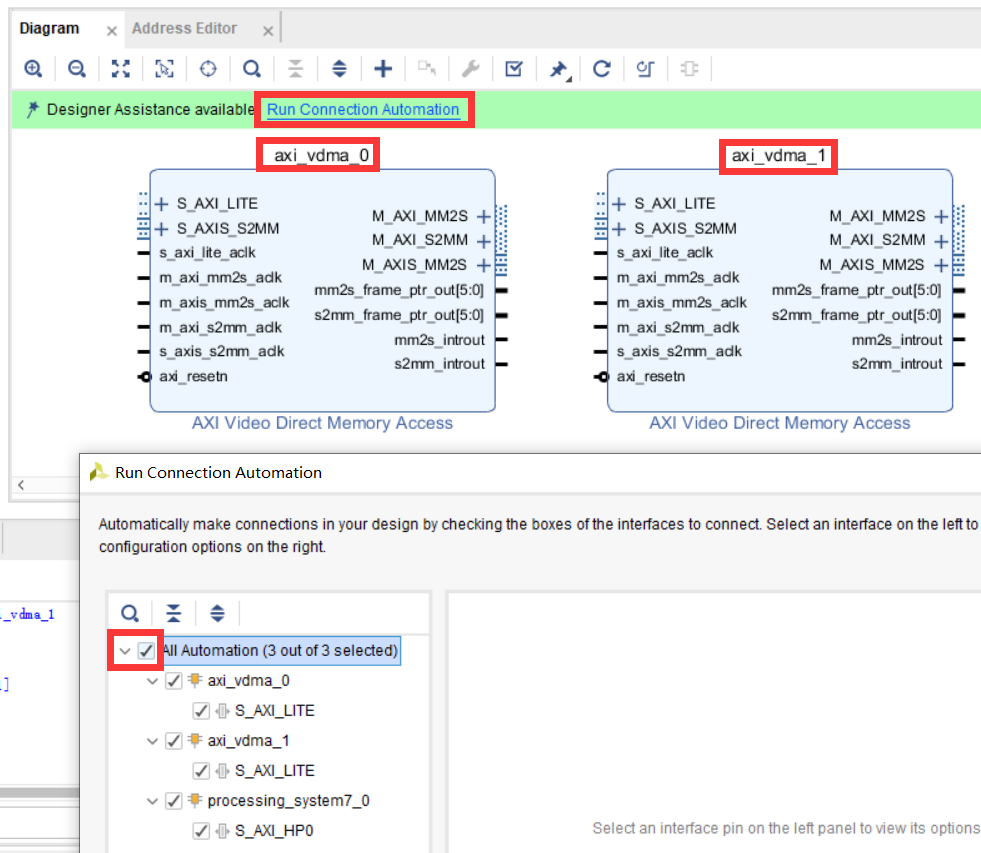 Diagram
Address Editor
Designer Assistance available
Run Connection Automation
axi_vdma_0
S_AXI_LITE
S_AXIS_S2MM
s_axi_lite_aclk
m_axi_mm2s_aclk
m_axis_mm2s_aclk
m_axi_s2mm_aclk
s_axis_s2mm_aclk
axi_resetn
M_AXI_MM2S
M_AXI_S2MM
M_AXIS_MM2S
mm2s_frame_ptr_out[5:0]
s2mm_frame_ptr_out[5:0]
mm2s_introut
s2mm_introut
AXI Video Direct Memory Access
axi_vdma_1
S_AXI_LITE
S_AXIS_S2MM
s_axi_lite_aclk
m_axi_mm2s_aclk
m_axis_mm2s_aclk
m_axi_s2mm_aclk
s_axis_s2mm_aclk
axi_resetn
M_AXI_MM2S
M_AXI_S2MM
M_AXIS_MM2S
mm2s_frame_ptr_out[5:0]
s2mm_frame_ptr_out[5:0]
mm2s_introut
s2mm_introut
AXI Video Direct Memory Access
Run Connection Automation
Automatically make connections in your design by checking the boxes of the interfaces to connect. Select an interface on the left to
configuration options on the right.
_vdma_1
]
All Automation (3 out of 3 selected)
axi_vdma_0
S_AXI_LITE
axi_vdma_1
S_AXI_LITE
processing_system7_0
S_AXI_HP0
Select an interface pin on the left panel to view its options